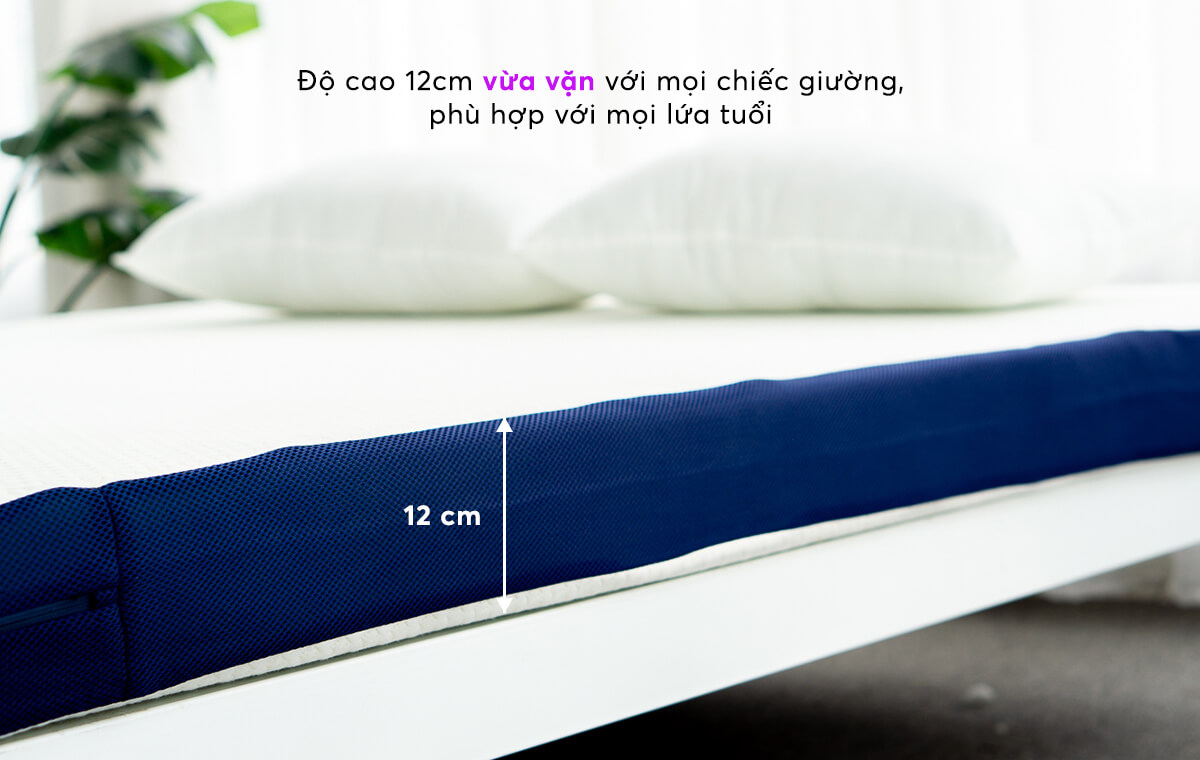 Độ cao 12cm vừa vặn với mọi chiếc giường,
phù hợp với mọi lứa tuổi
12 cm